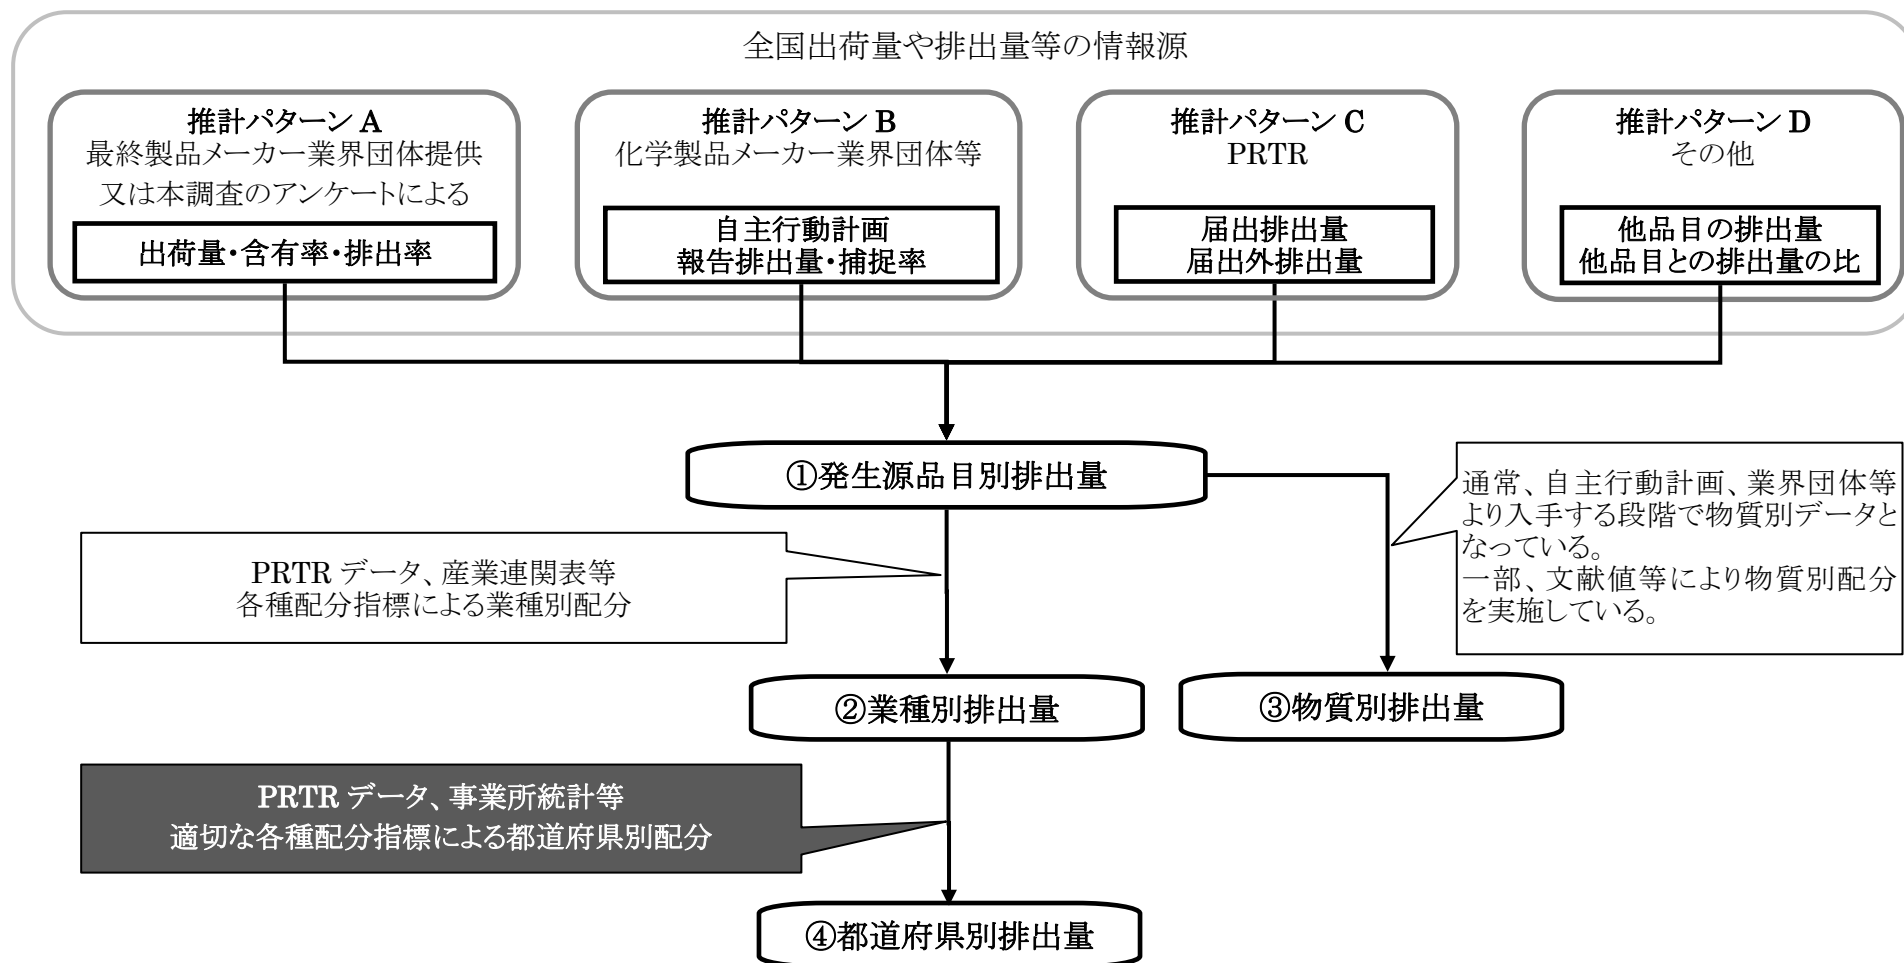 全国出荷量や排出量等の情報源
推計パターン A
最終製品メーカー業界団体提供
又は本調査のアンケートによる
出荷量・含有率・排出率
推計パターン B
化学製品メーカー業界団体等
自主行動計画
報告排出量・捕捉率
推計パターン C
PRTR
届出排出量
届出外排出量
推計パターン D
その他
他品目の排出量
他品目との排出量の比
①発生源品目別排出量
通常、自主行動計画、業界団体等
より入手する段階で物質別データと
なっている。
一部、文献値等により物質別配分
を実施している。
PRTR データ、産業連関表等
各種配分指標による業種別配分
②業種別排出量
③物質別排出量
PRTR データ、事業所統計等
適切な各種配分指標による都道府県別配分
④都道府県別排出量